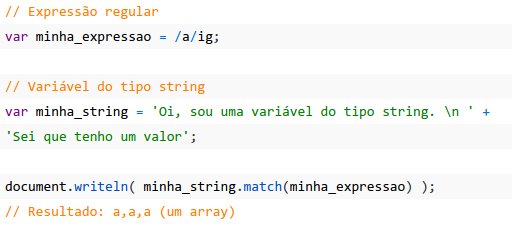 // Expressão regular
var minha_expressao = /a/ig;
// Variável do tipo string
var minha_string = 'Oi, sou uma variável do tipo string. \n ' +
'Sei que tenho um valor';
document.writeln( minha_string.match(minha_expressao) );
// Resultado: a,a,a (um array)